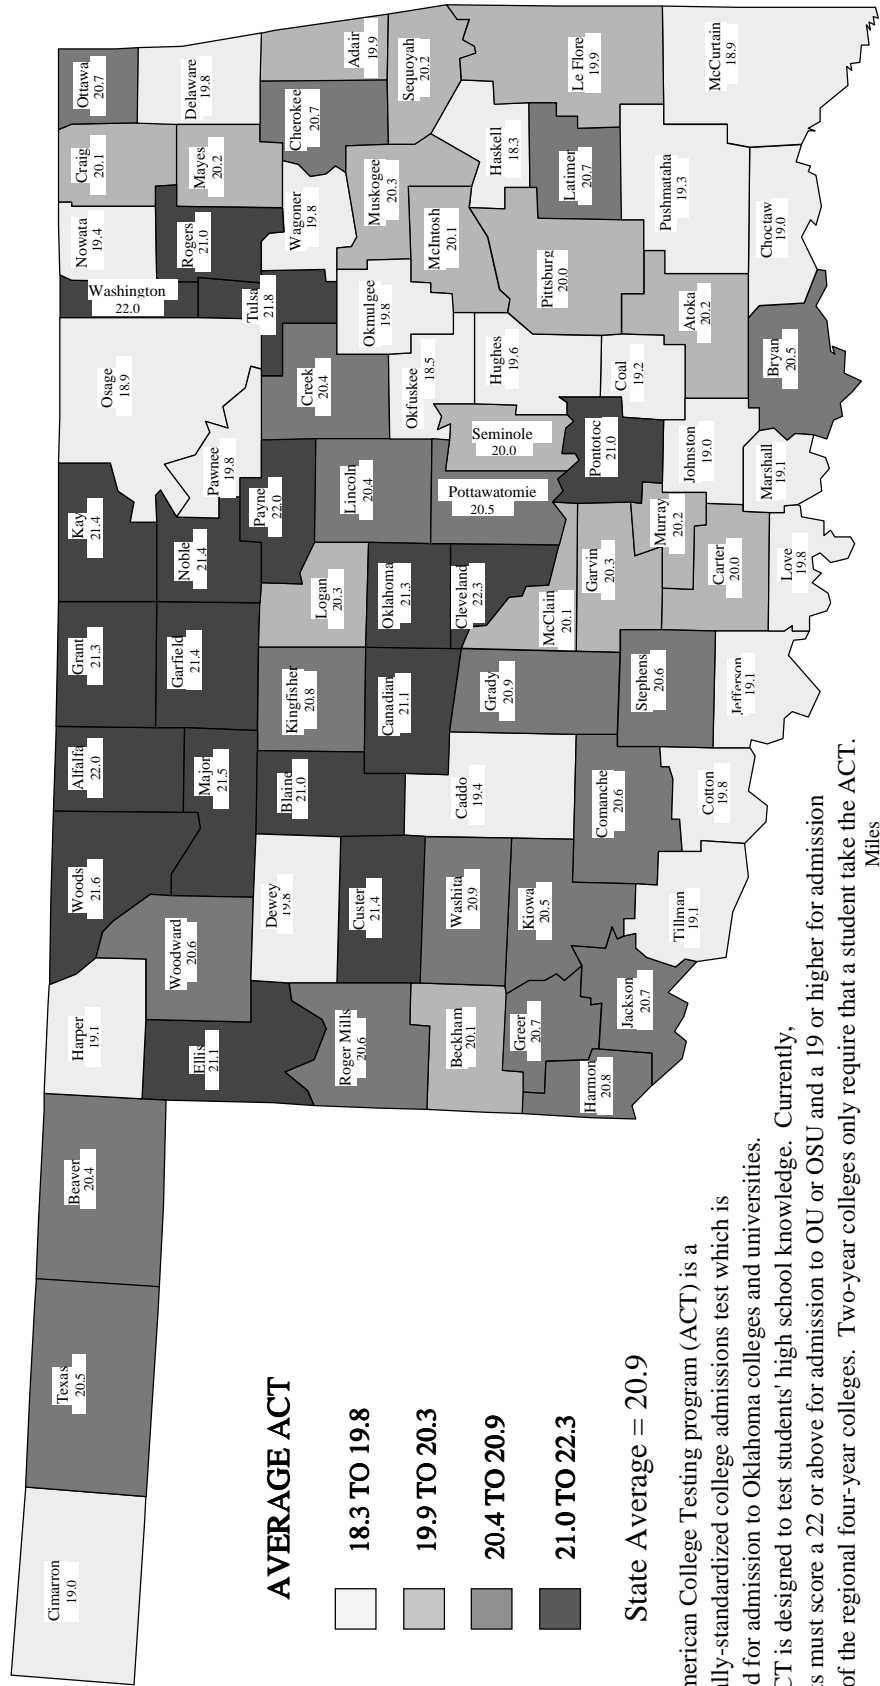 Cimarron
19.0
Texas
20.5
Beaver
20.4
Harper
19.1
Woods
21.6
Alfalfa
22.0
Grant
21.3
Kay
21.4
Osage
18.9
Washington
22.0
Nowata
19.4
Craig
20.1
Ottawa
20.7
Ellis
21.1
Woodward
20.6
Major
21.5
Garfield
21.4
Noble
21.4
Pawnee
19.8
Rogers
21.0
Mayes
20.2
Delaware
19.8
Dewey
19.8
Blaine
21.0
Kingfisher
20.8
Logan
20.3
Payne
22.0
Creek
20.4
Tulsa
21.8
Wagoner
19.8
Cherokee
20.7
Adair
19.9
Roger Mills
20.6
Custer
21.4
Canadian
21.1
Oklahoma
21.3
Lincoln
20.4
Okfuskee
18.5
Okmulgee
19.8
Muskogee
20.3
Sequoyah
20.2
Beckham
20.1
Washita
20.9
Caddo
19.4
Grady
20.9
Cleveland
22.3
McClain
20.1
Pottawatomie
20.5
Seminole
20.0
Hughes
19.6
McIntosh
20.1
Haskell
18.3
Greer
20.7
Kiowa
20.5
Comanche
20.6
Stephens
20.6
Garvin
20.3
Pontotoc
21.0
Pittsburg
20.0
Latimer
20.7
Le Flore
19.9
Harmon
20.8
Jackson
20.7
Tillman
19.1
Cotton
19.8
Jefferson
19.1
Murray
20.2
Carter
20.0
Johnston
19.0
Coal
19.2
Atoka
20.2
Pushmataha
19.3
McCurtain
18.9
Love
19.8
Marshall
19.1
Bryan
20.5
Choctaw
19.0
AVERAGE ACT
18.3 TO 19.8
19.9 TO 20.3
20.4 TO 20.9
21.0 TO 22.3
State Average = 20.9
merican College Testing program (ACT) is a
lly-standardized college admissions test which is
d for admission to Oklahoma colleges and universities.
CT is designed to test students' high school knowledge. Currently,
ts must score a 22 or above for admission to OU or OSU and a 19 or higher for admission
of the regional four-year colleges. Two-year colleges only require that a student take the ACT.
Miles